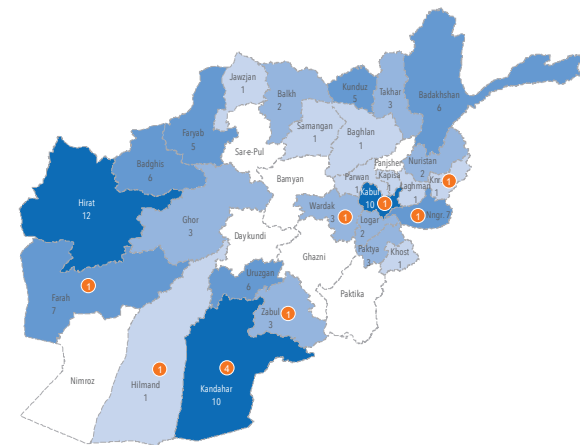 Jawzjan
1
Balkh
2
Kunduz
5
Takhar
3
Badakhshan
6
Samangan
1
Baghlan
1
Faryab
5
Sar-e-Pul
Badghis
6
Bamyan
Panjsher
Parwan
1
Kapisa
1
Nuristan
2
Laghman
1
Knr.
1
1
Kabul
10
1
Hirat
12
Wardak
3
1
Logar
2
Nngr. 7
1
Ghor
3
Daykundi
Ghazni
Paktya
3
Khost
1
Paktika
Uruzgan
6
Zabul
3
1
Farah
7
1
Nimroz
Hilmand
1
1
Kandahar
10
4